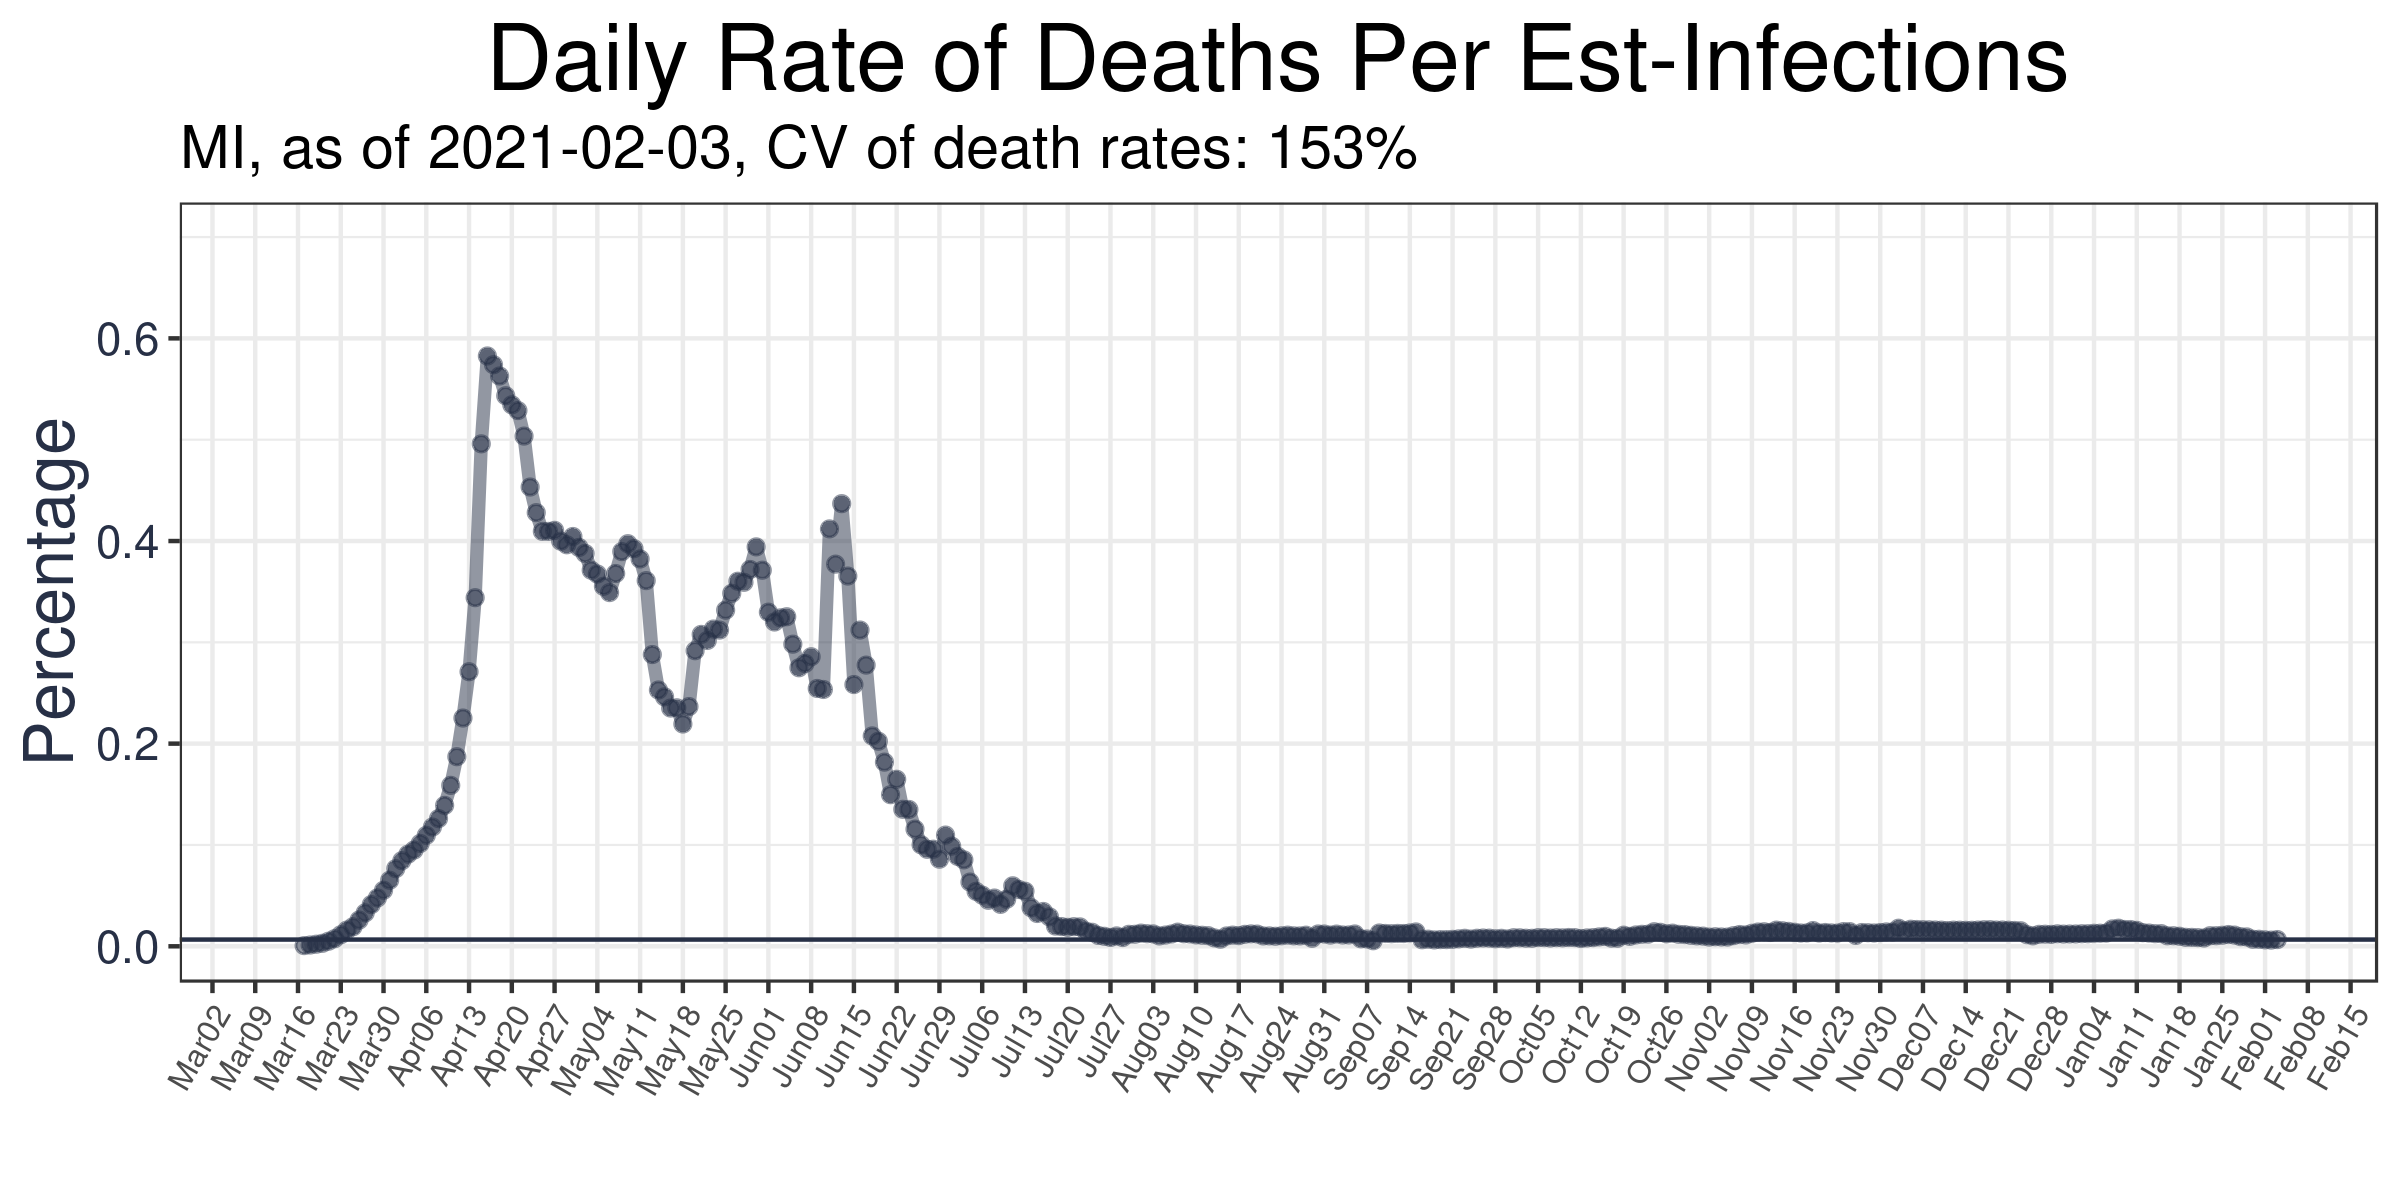 Daily Rate of Deaths Per Est-Infections
MI, as of 2021-02-03, CV of death rates: 153%
Percentage
0.6
0.4
0.2
0.0
Mar02
Mar09
Mar16
Mar23
Mar30
Apr06
Apr13
Apr20
Apr27
May04
May11
May18
May25
Jun01
Jun08
Jun15
Jun22
Jun29
Jul06
Jul13
Jul20
Jul27
Aug03
Aug10
Aug17
Aug24
Aug31
Sep07
Sep14
Sep21
Sep28
Oct05
Oct12
Oct19
Oct26
Nov02
Nov09
Nov16
Nov23
Nov30
Dec07
Dec14
Dec21
Dec28
Jan04
Jan11
Jan18
Jan25
Feb01
Feb08
Feb15